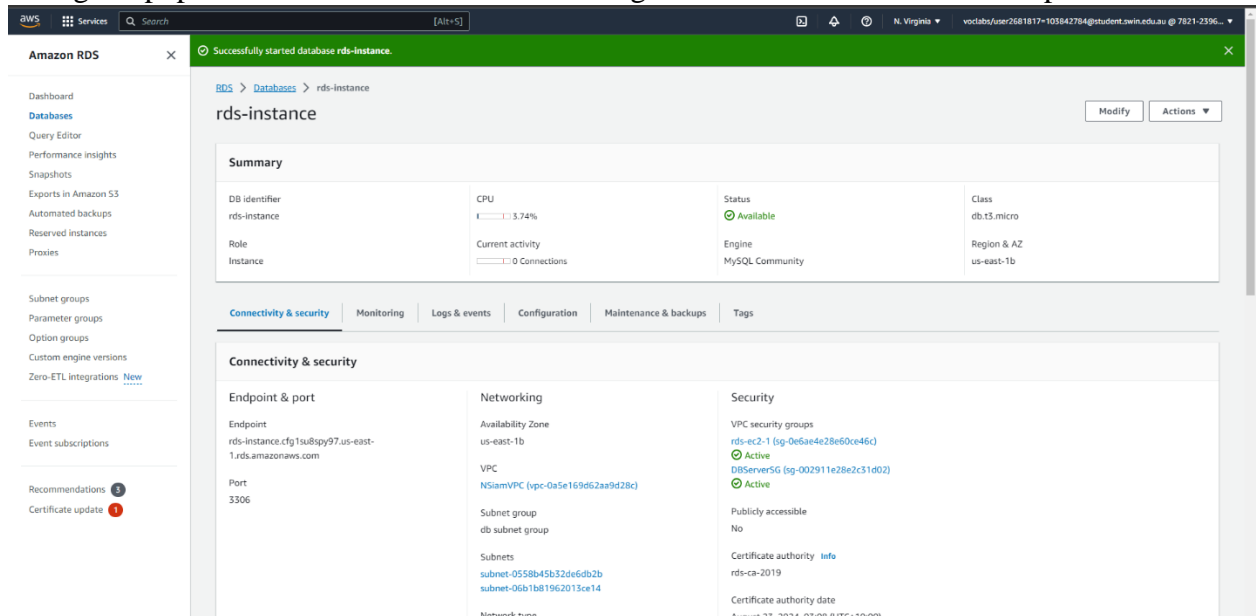 aws
Services
Search
[Alt+S]
N. Virginia
voclabs/user2681817=103842784@student.swin.edu.au @ 7821-2396...
Amazon RDS
Successfully started database rds-instance.
Dashboard
Databases
Query Editor
Performance insights
Snapshots
Exports in Amazon S3
Automated backups
Reserved instances
Proxies
Subnet groups
Parameter groups
Option groups
Custom engine versions
Zero-ETL integrations New
Events
Event subscriptions
Recommendations 3
Certificate update 1
RDS > Databases > rds-instance
rds-instance
Modify
Actions
Summary
DB identifier
rds-instance
CPU
3.74%
Status
Available
Class
db.t3.micro
Role
Instance
Current activity
0 Connections
Engine
MySQL Community
Region & AZ
us-east-1b
Connectivity & security
Monitoring
Logs & events
Configuration
Maintenance & backups
Tags
Connectivity & security
Endpoint & port
Endpoint
rds-instance.cfg1su8spy97.us-east-
1.rds.amazonaws.com
Port
3306
Networking
Availability Zone
us-east-1b
VPC
NSiamVPC (vpc-0a5e169d62aa9d28c)
Subnet group
db subnet group
Subnets
subnet-0558b45b32de6db2b
subnet-06b1b81962013ce14
Network type
Security
VPC security groups
rds-ec2-1 (sg-0e6ae4e28e60ce46c)
Active
DBServerSG (sg-002911e28e2c31d02)
Active
Publicly accessible
No
Certificate authority Info
rds-ca-2019
Certificate authority date